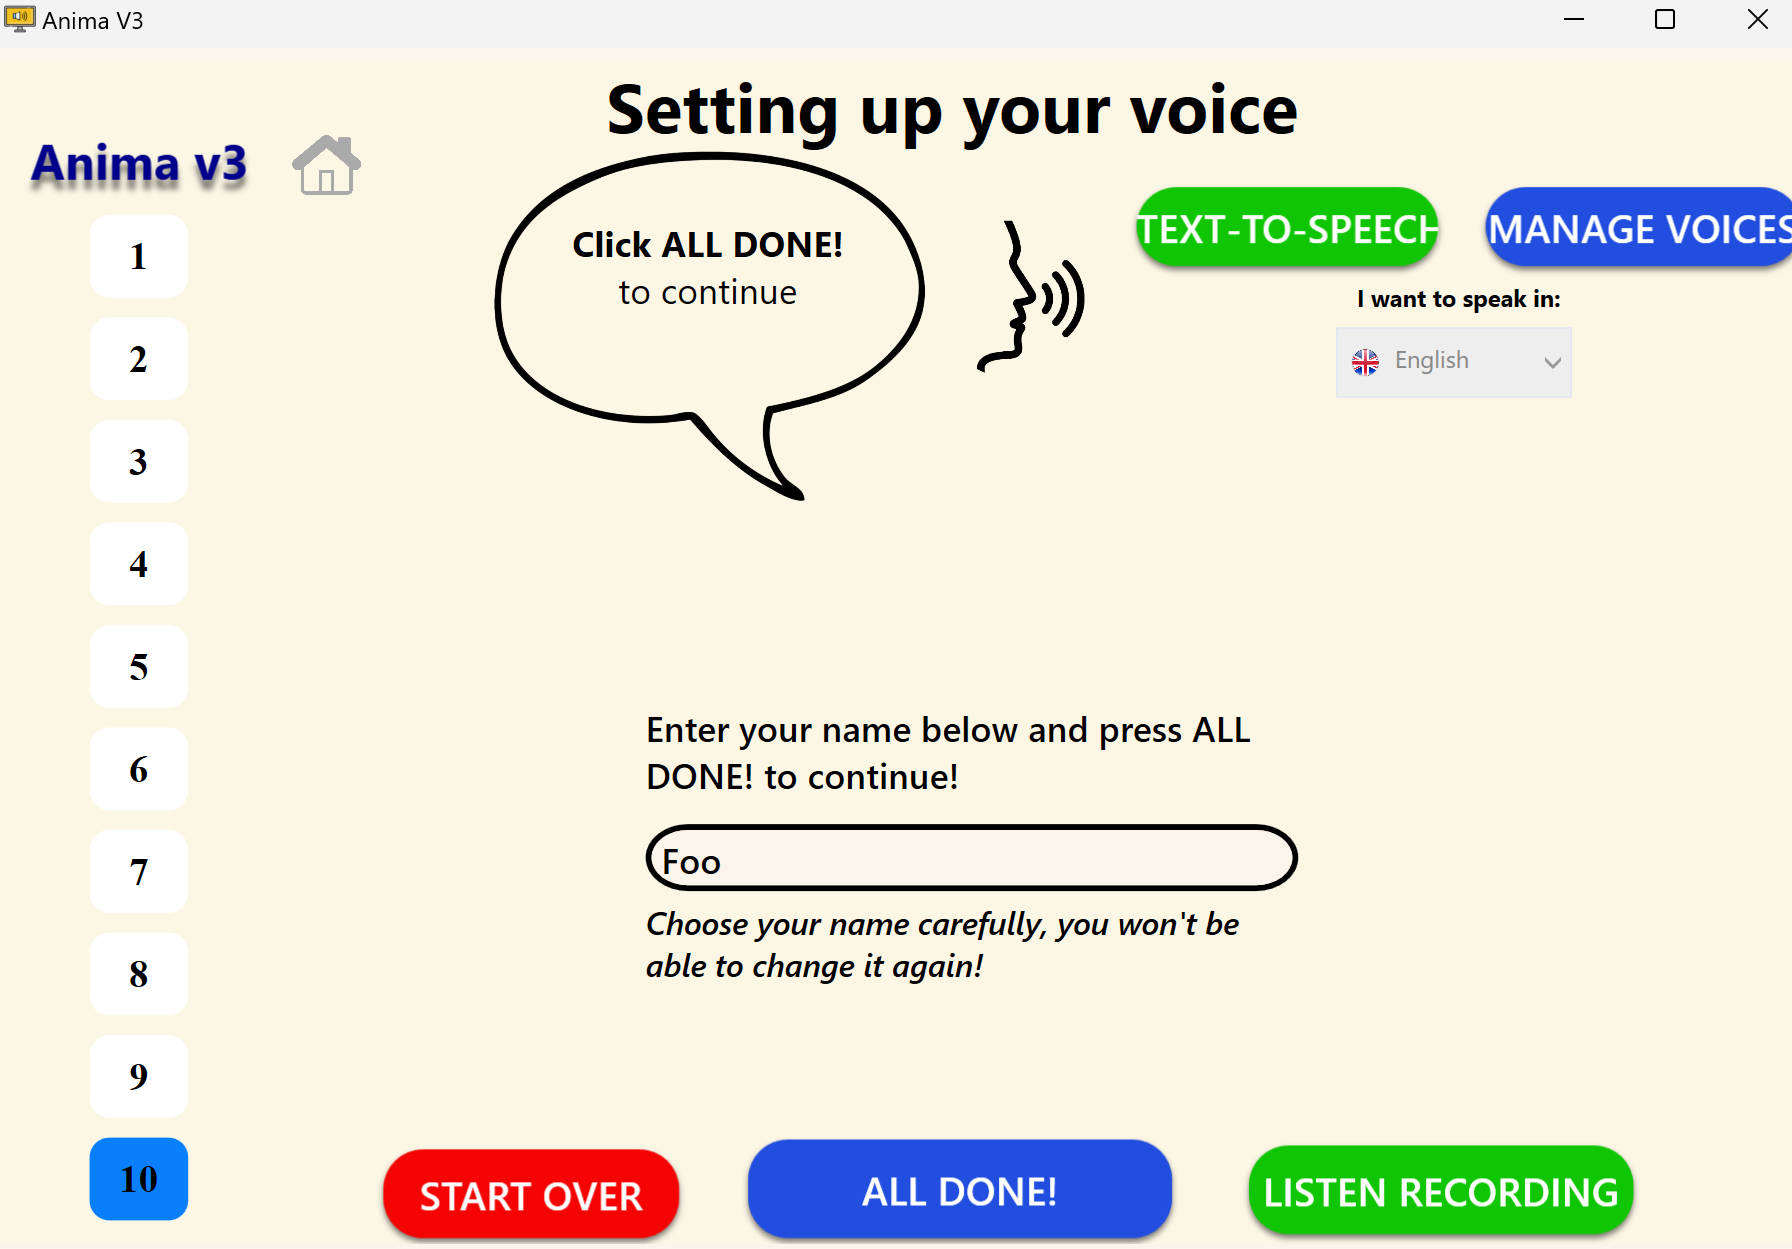 Anima V3
Setting up your voice
Anima v3
Click ALL DONE!
to continue
TEXT-TO-SPEECH
MANAGE VOICES
I want to speak in:
English
1
2
3
4
5
6
7
8
9
10
Enter your name below and press ALL
DONE! to continue!
Foo
Choose your name carefully, you won't be
able to change it again!
START OVER
ALL DONE!
LISTEN RECORDING